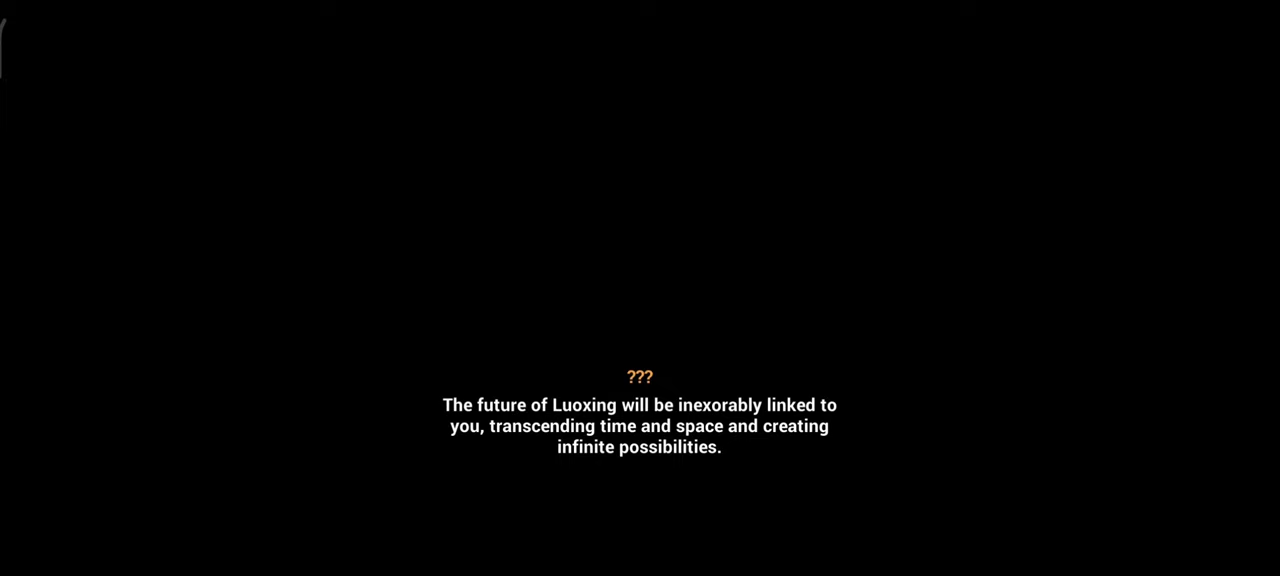 ???
The future of Luoxing will be inexorably linked to
you, transcending time and space and creating
infinite possibilities.